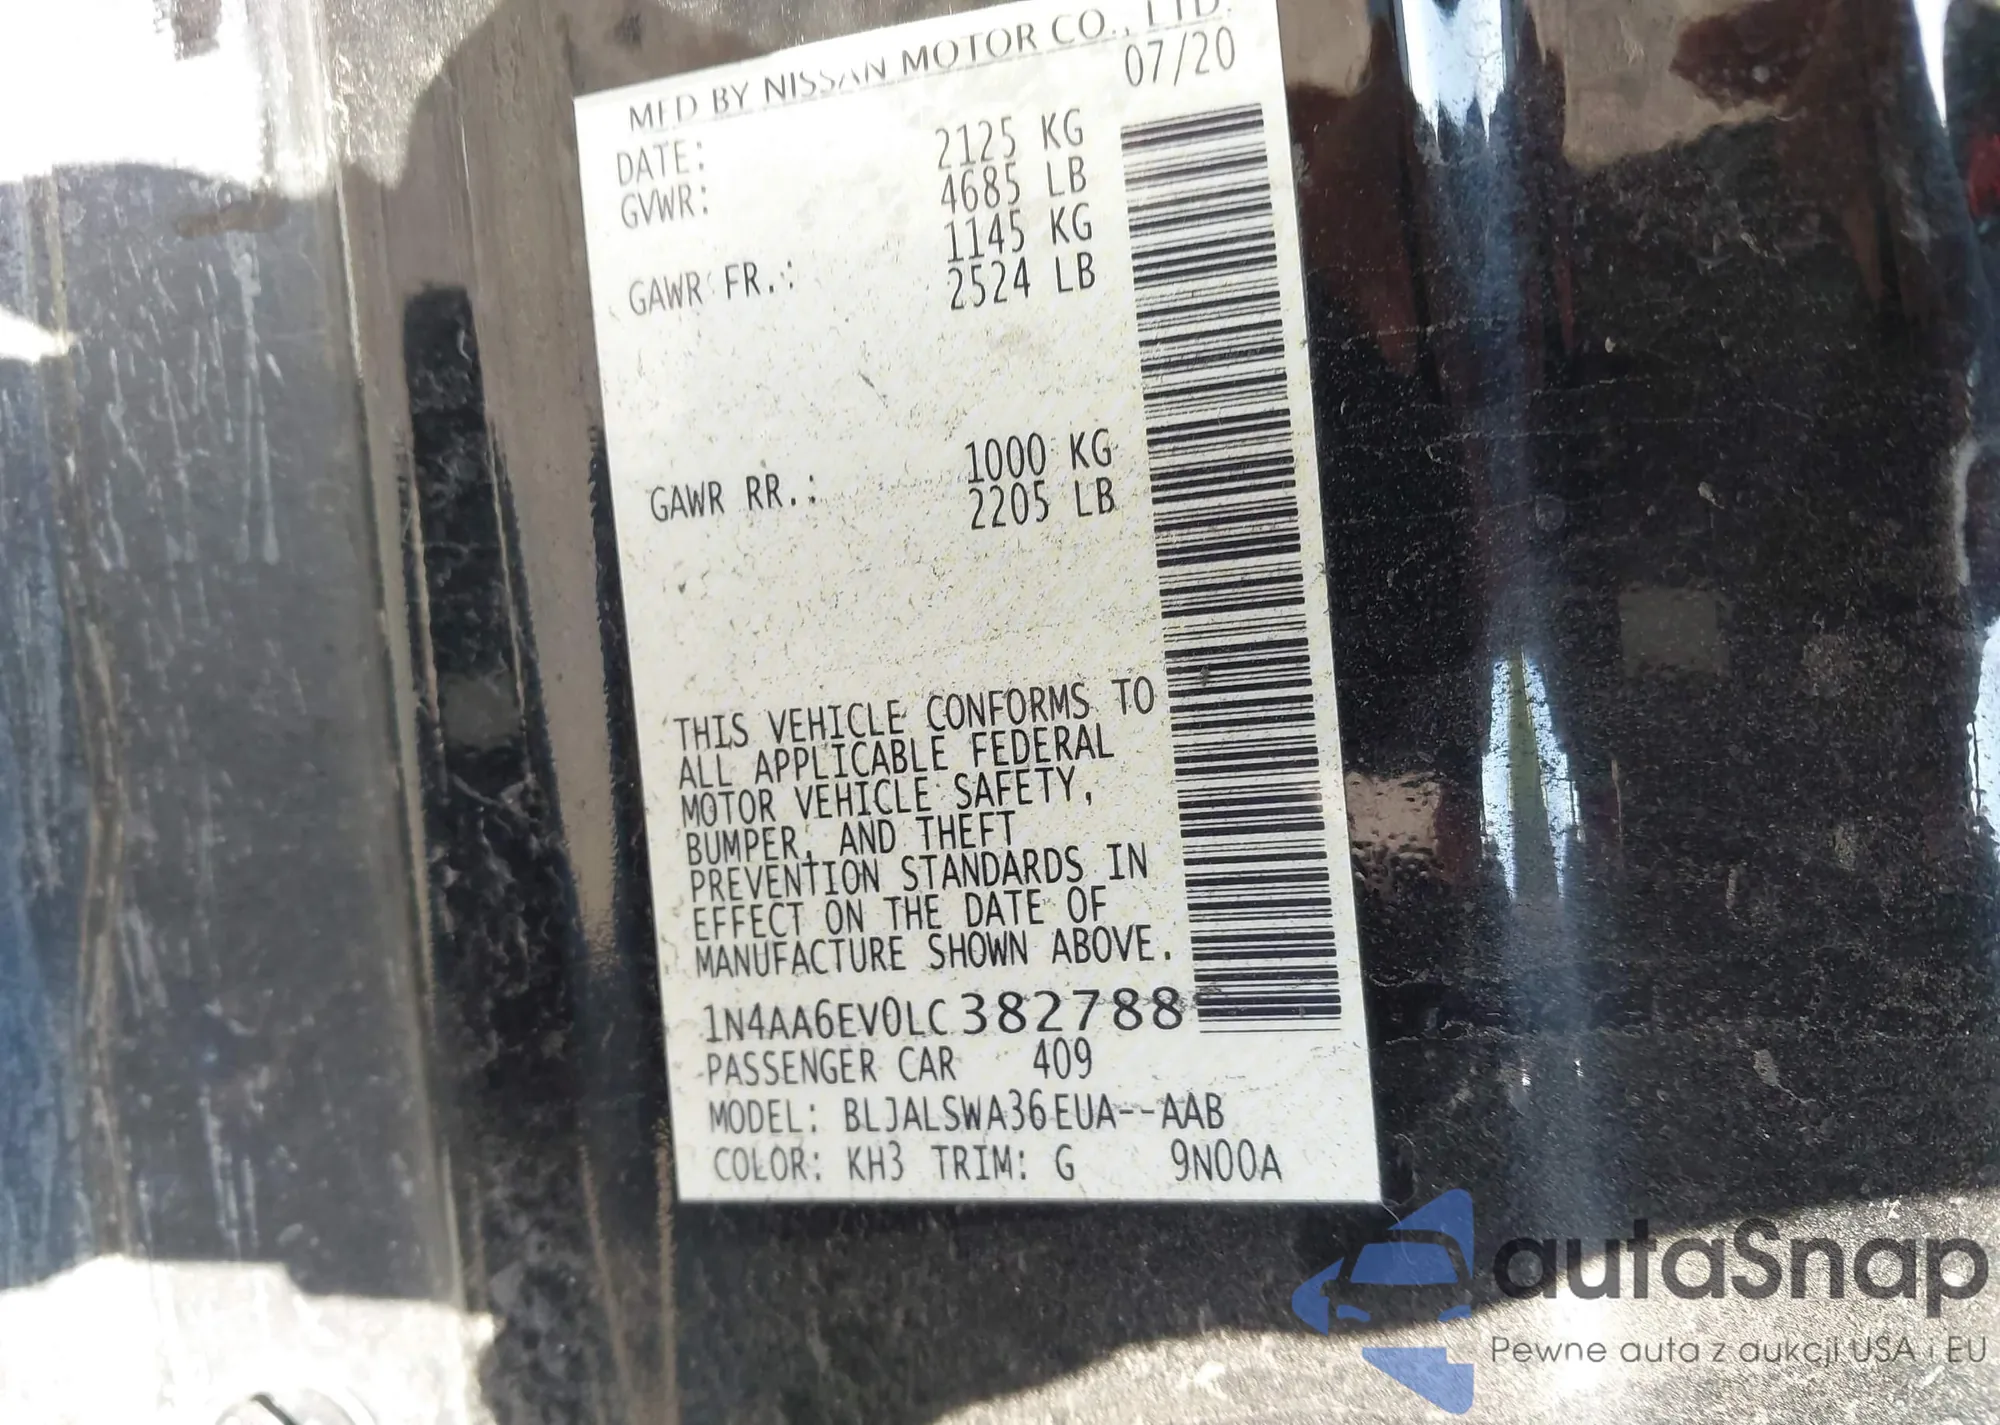 MFD BY NISSAN MOTOR CO., LTD.
07/20
DATE:
GVWR: 2125 KG
4685 LB
GAWR FR.: 1145 KG
2524 LB
GAWR RR.: 1000 KG
2205 LB
THIS VEHICLE CONFORMS TO
ALL APPLICABLE FEDERAL
MOTOR VEHICLE SAFETY,
BUMPER, AND THEFT
PREVENTION STANDARDS IN
EFFECT ON THE DATE OF
MANUFACTURE SHOWN ABOVE.
1N4AA6EV0LC382788
PASSENGER CAR 409
MODEL: BLJALSWA36EUA--AAB
COLOR: KH3 TRIM: G 9N00A
autaSnap
Pewne auta z aukcji USA i EU